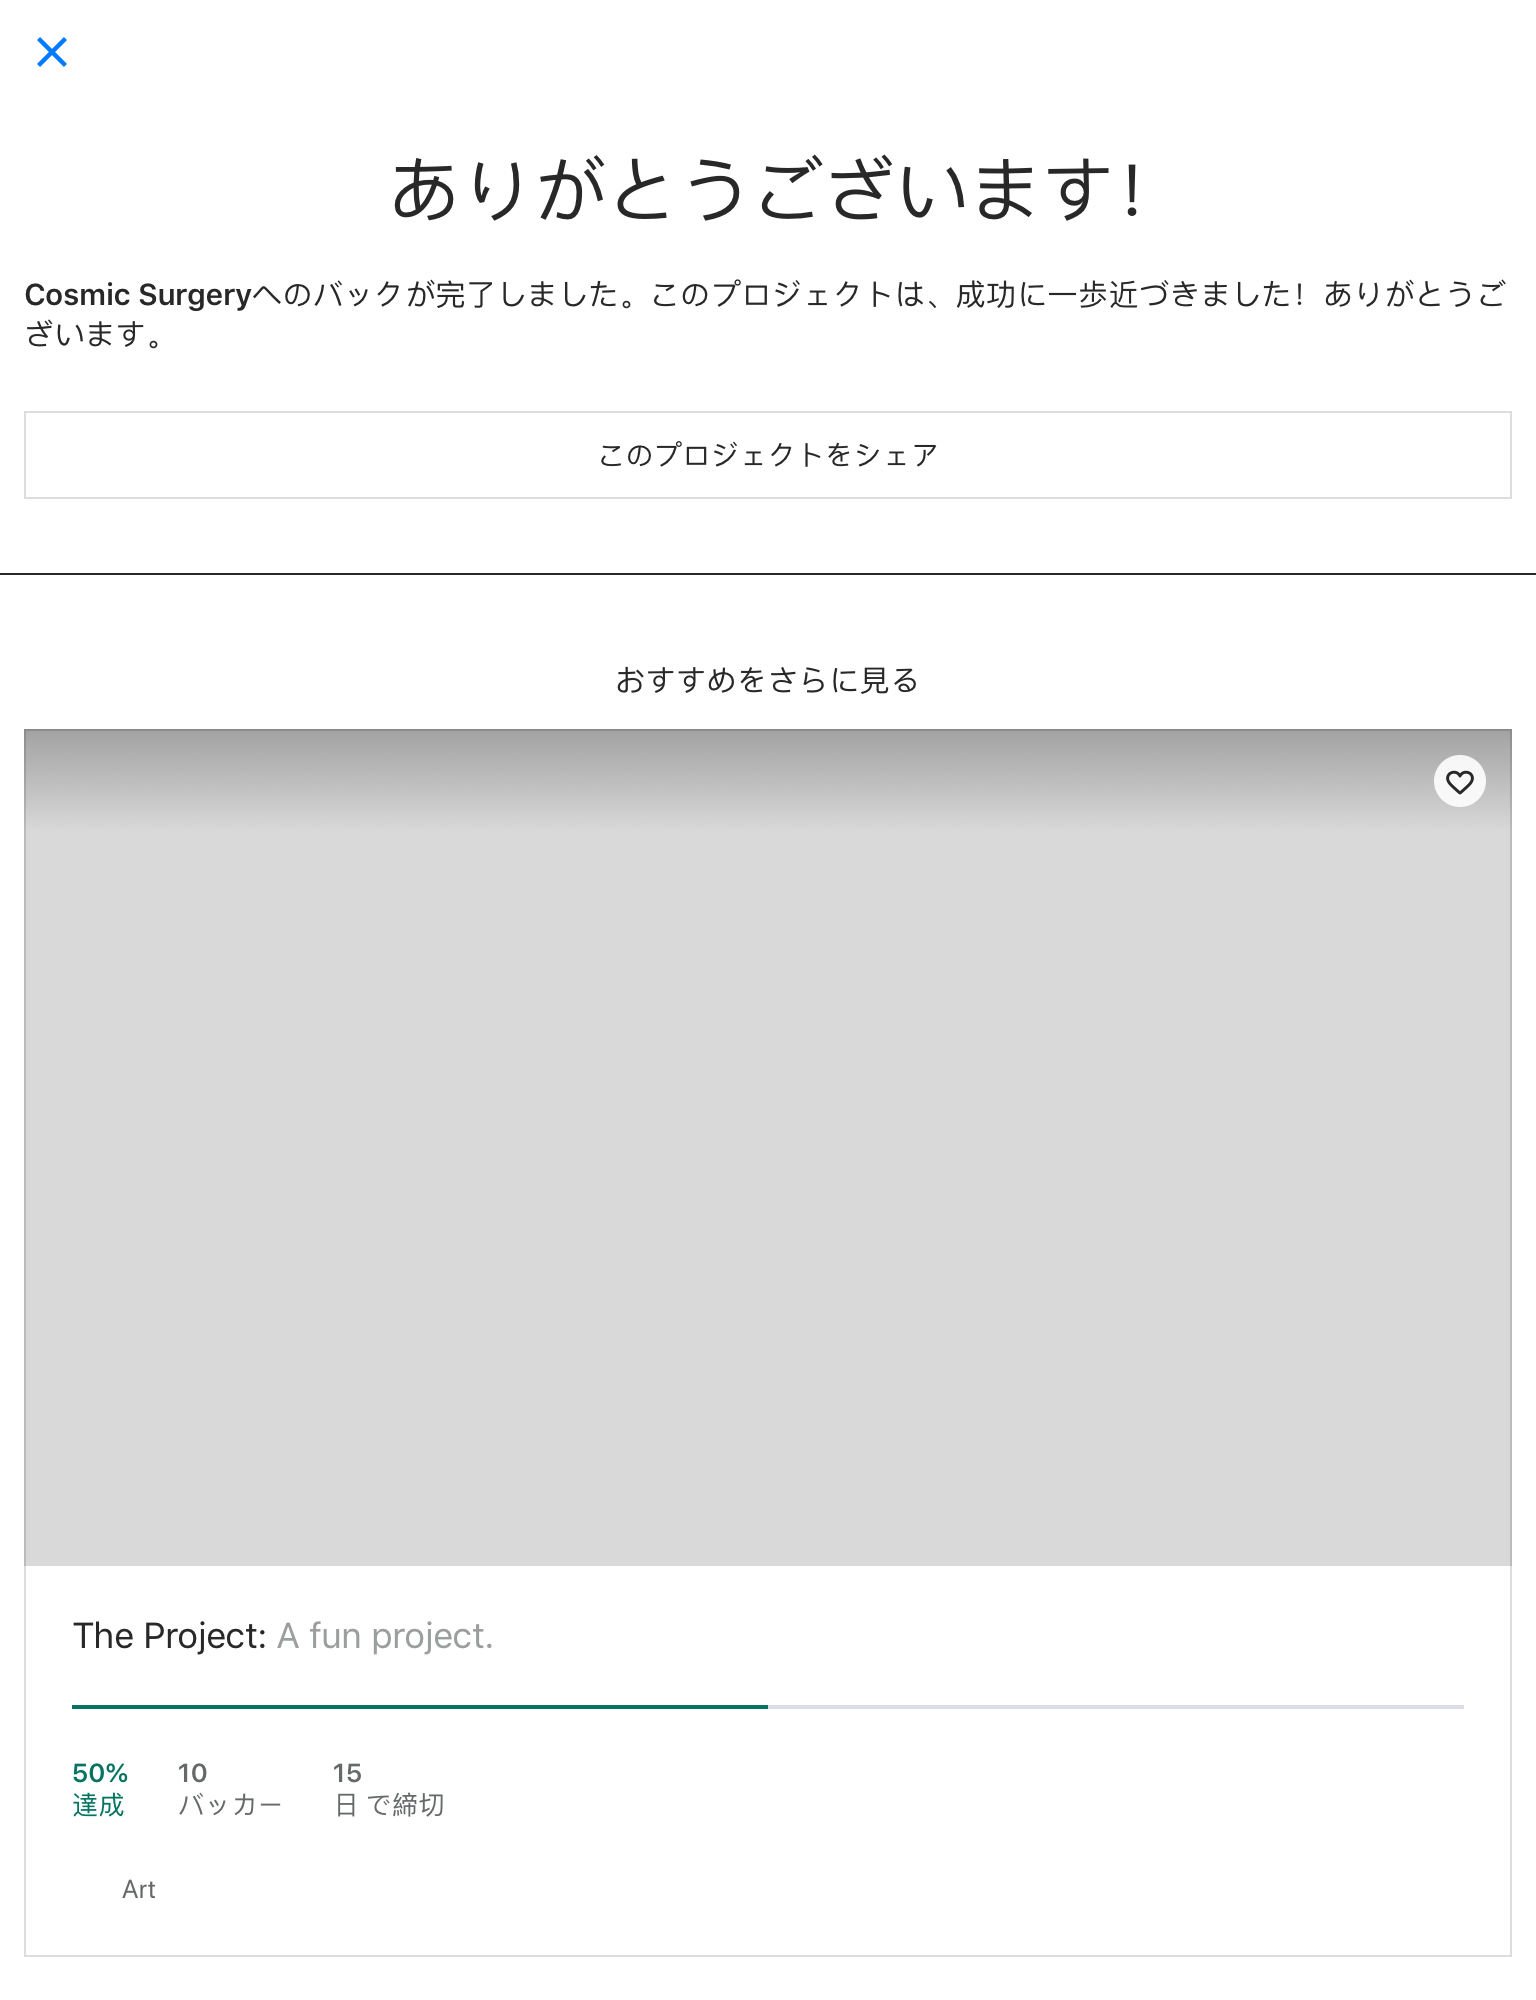 ありがとうございます！
Cosmic Surgeryへのバックが完了しました。このプロジェクトは、成功に一歩近づきました！ありがとうご
ざいます。
このプロジェクトをシェア
おすすめをさらに見る
The Project: A fun project.
50% 10 15
達成 バッカー 日 で締切
Art